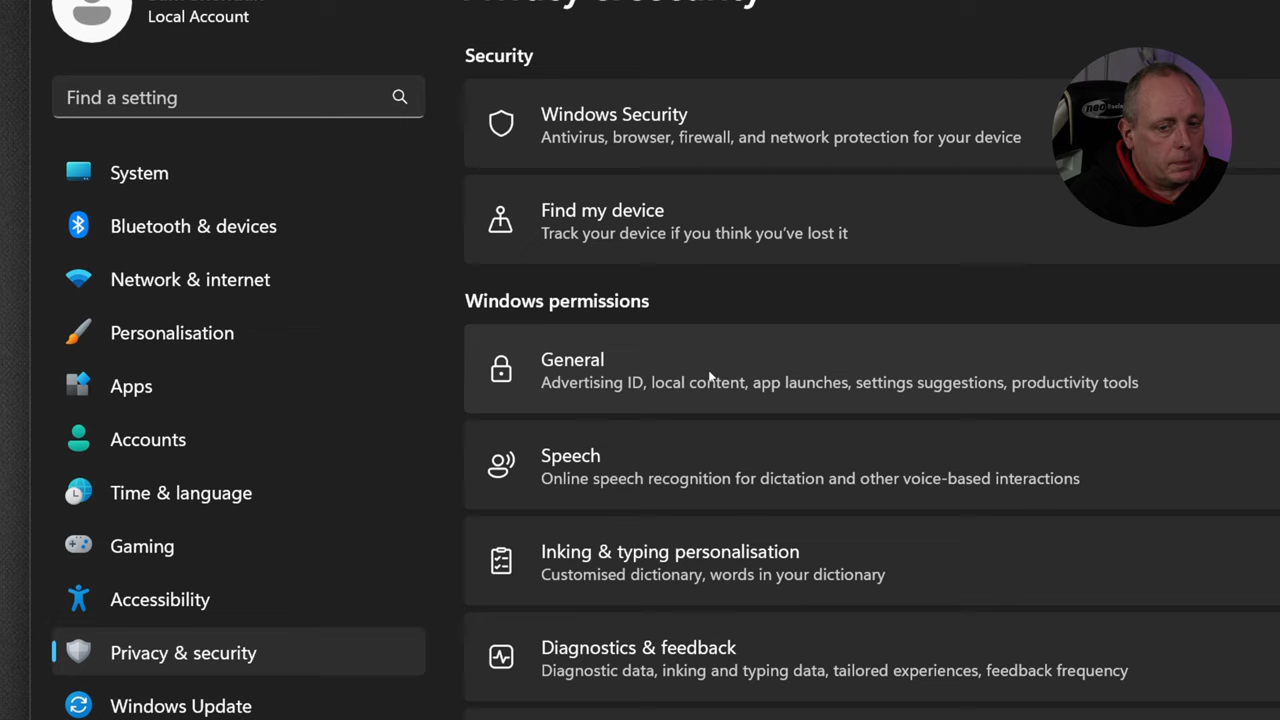 Local Account
Find a setting
System
Bluetooth & devices
Network & internet
Personalisation
Apps
Accounts
Time & language
Gaming
Accessibility
Privacy & security
Windows Update
Security
Windows Security
Antivirus, browser, firewall, and network protection for your device
Find my device
Track your device if you think you've lost it
Windows permissions
General
Advertising ID, local content, app launches, settings suggestions, productivity tools
Speech
Online speech recognition for dictation and other voice-based interactions
Inking & typing personalisation
Customised dictionary, words in your dictionary
Diagnostics & feedback
Diagnostic data, inking and typing data, tailored experiences, feedback frequency
neo